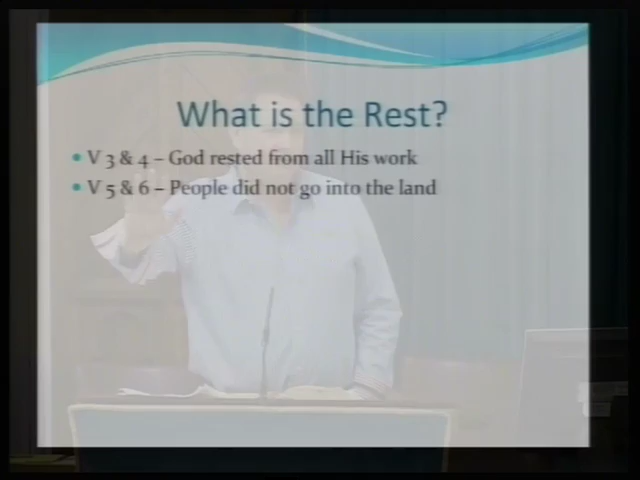 What is the Rest?
• V 3 & 4 – God rested from all His work
• V 5 & 6 – People did not go into the land